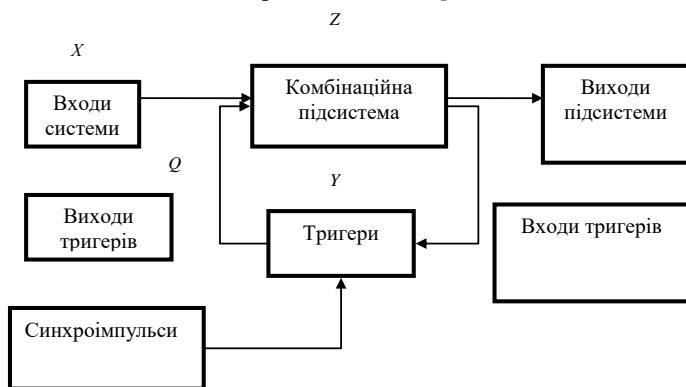 Z
X
Входи
системи
Комбінаційна
підсистема
Виходи
підсистеми
Q
Y
Виходи
тригерів
Тригери
Входи тригерів
Синхроімпульси